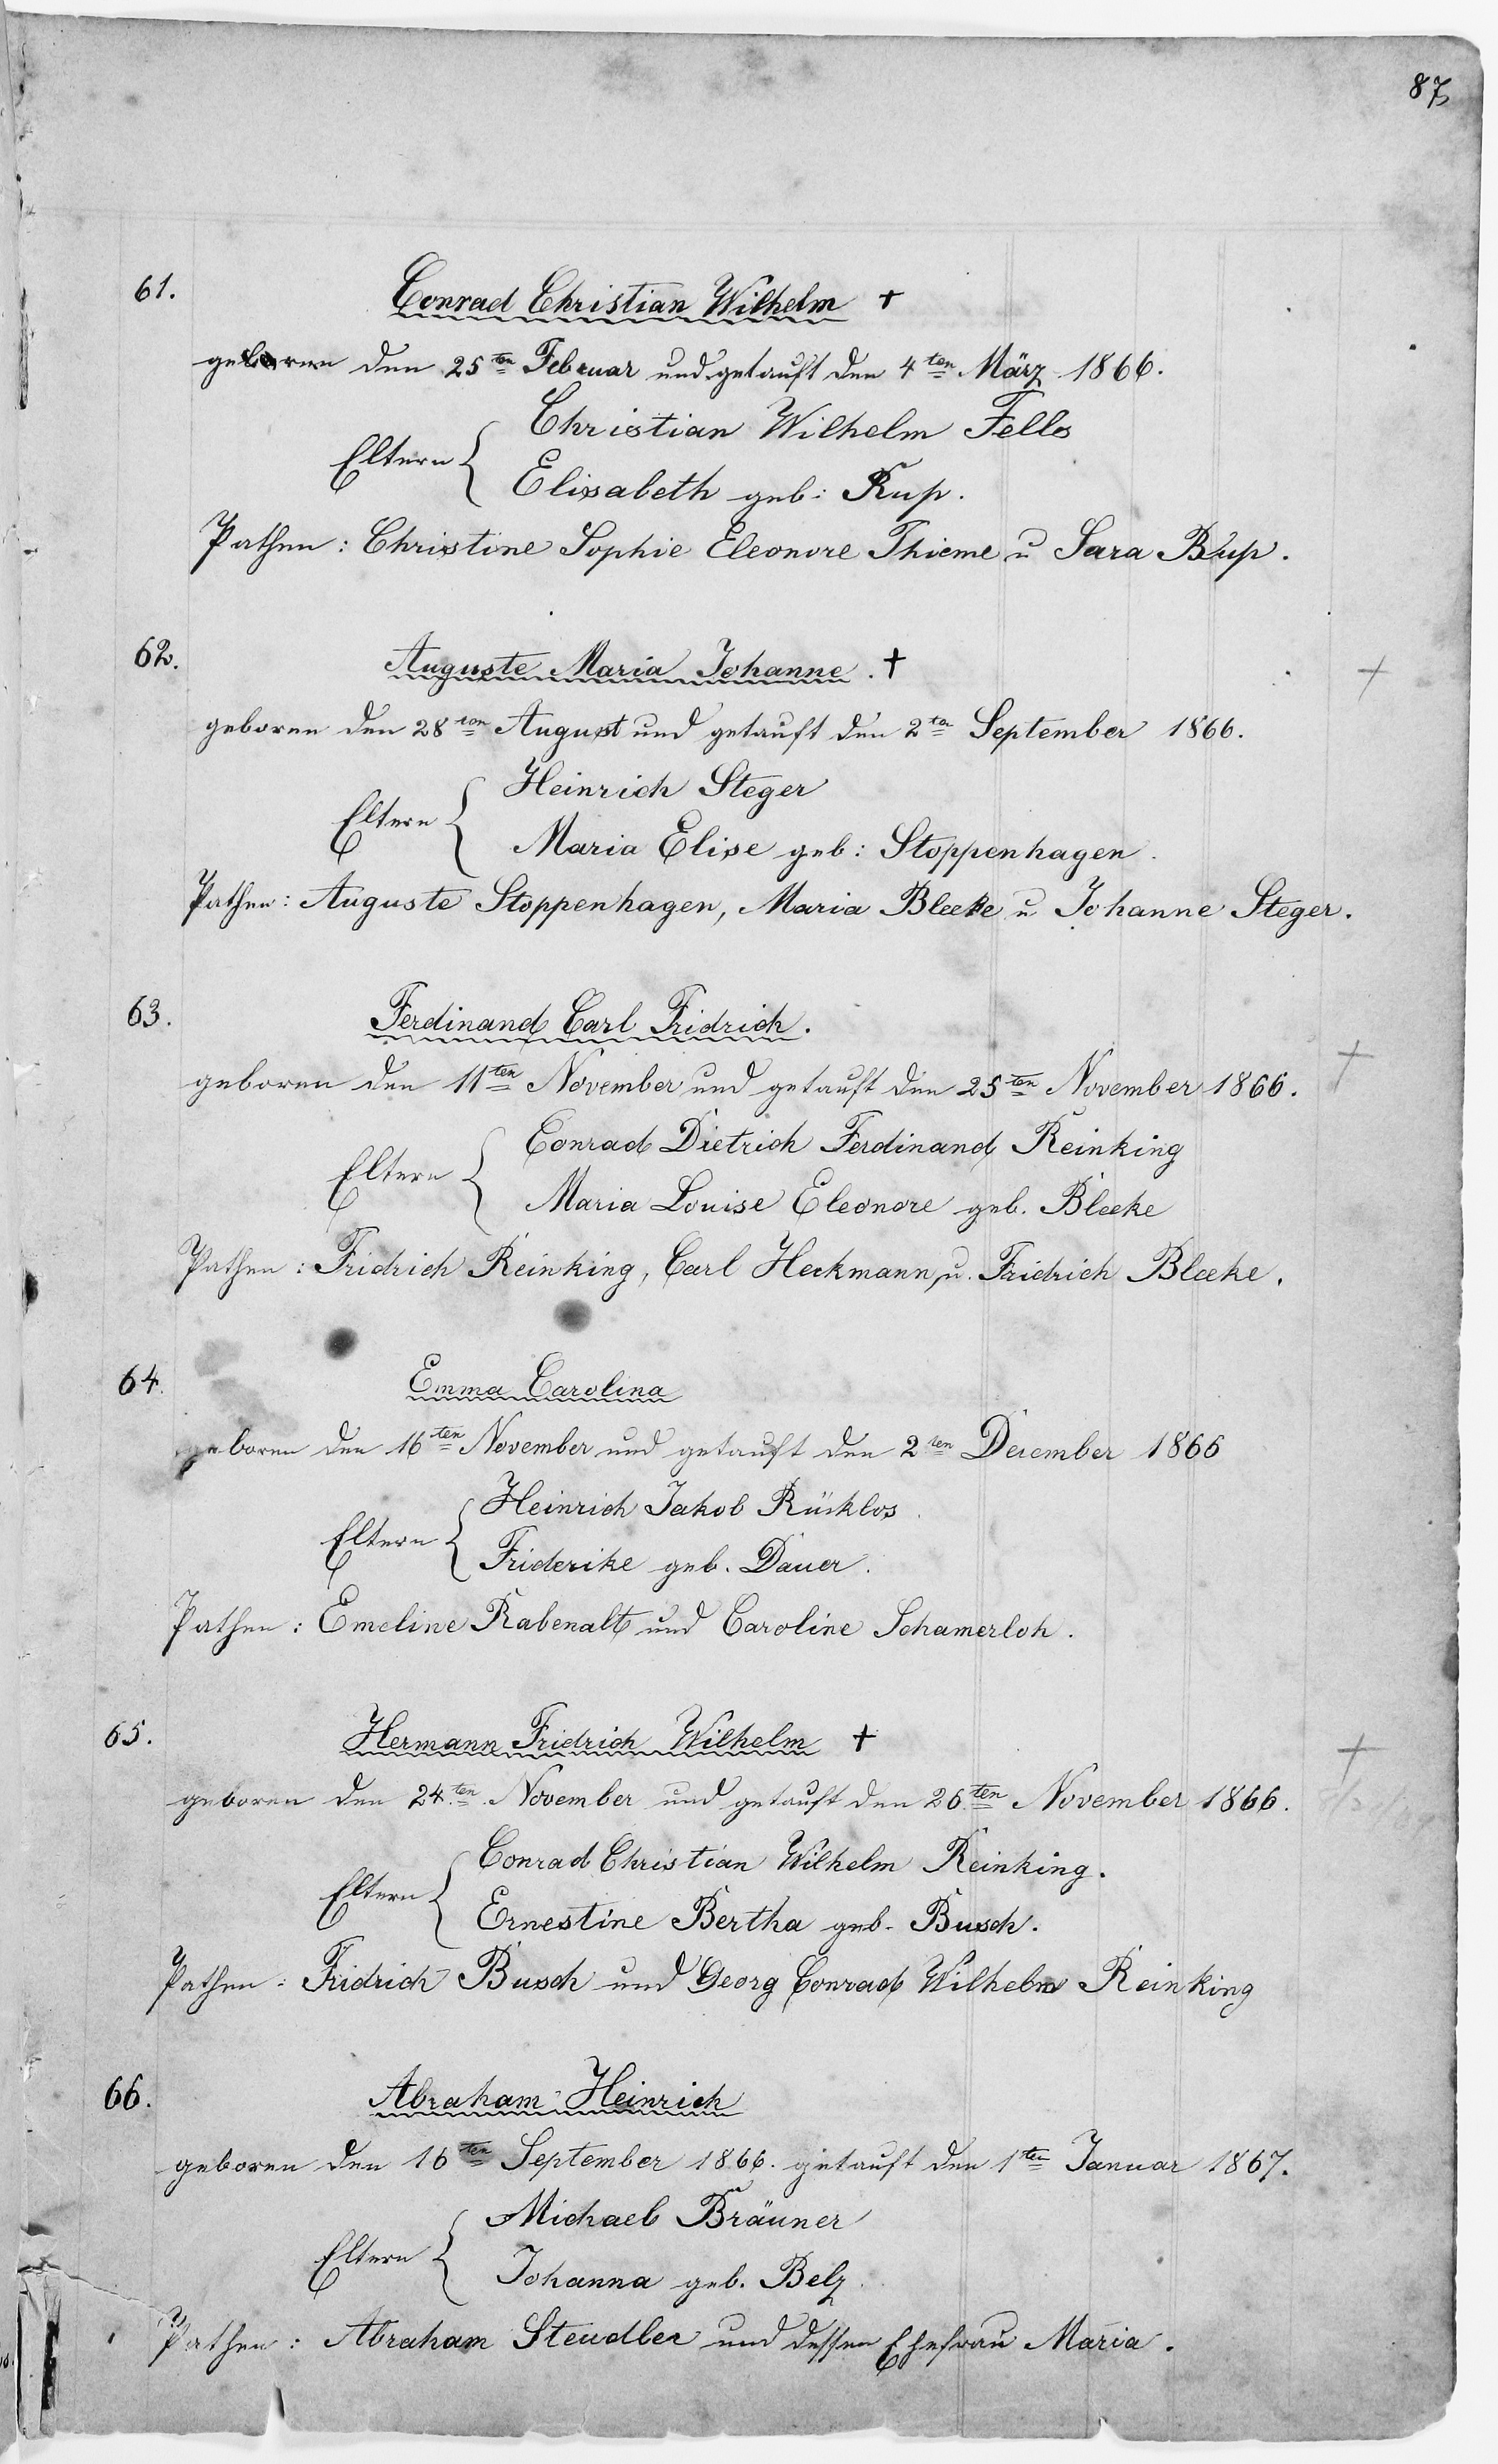 87
61. Conrad Christian Wilhelm +
geboren den 25ten Februar und getauft den 4ten März 1866.
Christian Wilhelm Fells
Eltern {
Elisabeth geb: Rup.
Pathen: Christine Sophie Eleonore Thieme u Sara Rup.
62. Auguste Maria Johanne. +
geboren den 28ten August und getauft den 2ten September 1866.
Heinrich Steger
Eltern {
Maria Elise geb: Stoppenhagen.
Pathen: Auguste Stoppenhagen, Maria Bleeke u Johanne Steger.
63. Ferdinand Carl Fridrich.
geboren den 11ten November und getauft den 25ten November 1866.
Conrad Dietrich Ferdinand Reinking
Eltern {
Maria Louise Eleonore geb. Bleeke
Pathen: Fridrich Reinking, Carl Heckmann, u. Fridrich Bleeke.
64. Emma Carolina
geboren den 16ten November und getauft den 2ten December 1866
Heinrich Jakob Rücklos
Eltern {
Friderike geb. Dauer.
Pathen: Emeline Rabenalt und Caroline Schamerloh.
65. Hermann Fridrich Wilhelm +
geboren den 24ten November und getauft den 26ten November 1866.
Conrad Christian Wilhelm Reinking.
Eltern {
Ernestine Bertha geb. Busch.
Pathen: Fridrich Busch und Georg Conrad Wilhelm Reinking
66. Abraham Heinrich
geboren den 16ten September 1866. getauft den 1ten Januar 1867.
Michael Bräuner
Eltern {
Johanna geb. Belz.
Pathen: Abraham Steudler und dessen Ehefrau Maria.